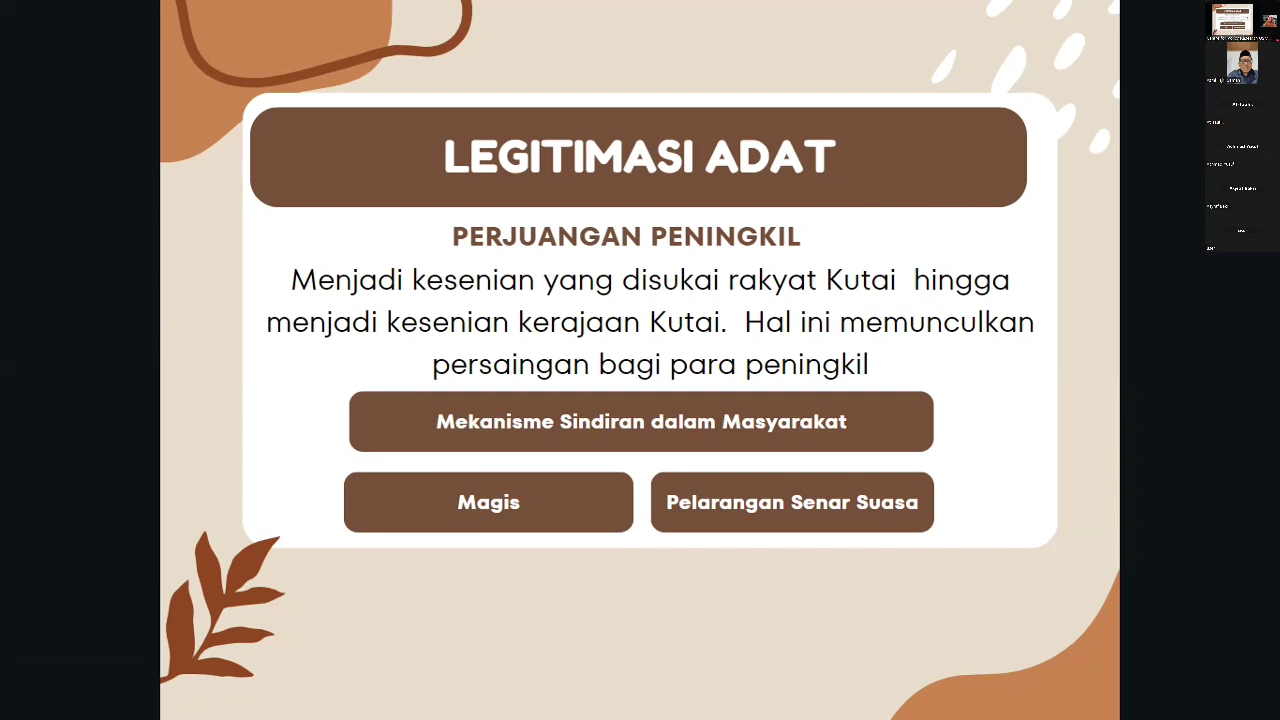 LEGITIMASI ADAT
PERJUANGAN PENINGKIL
Menjadi kesenian yang disukai rakyat Kutai hingga
menjadi kesenian kerajaan Kutai. Hal ini memunculkan
persaingan bagi para peningkil
Mekanisme Sindiran dalam Masyarakat
Magis
Pelarangan Senar Suasa